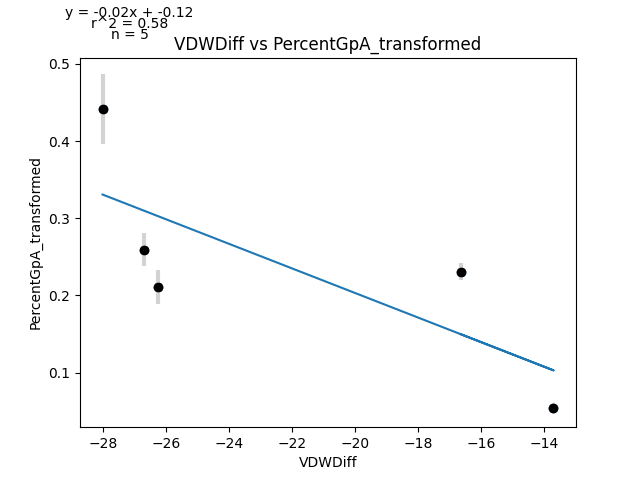 y = -0.02x + -0.12
r^2 = 0.58
n = 5
VDWDiff vs PercentGpA_transformed
0.5
0.4
0.3
0.2
0.1
PercentGpA_transformed
−28 −26 −24 −22 −20 −18 −16 −14
VDWDiff